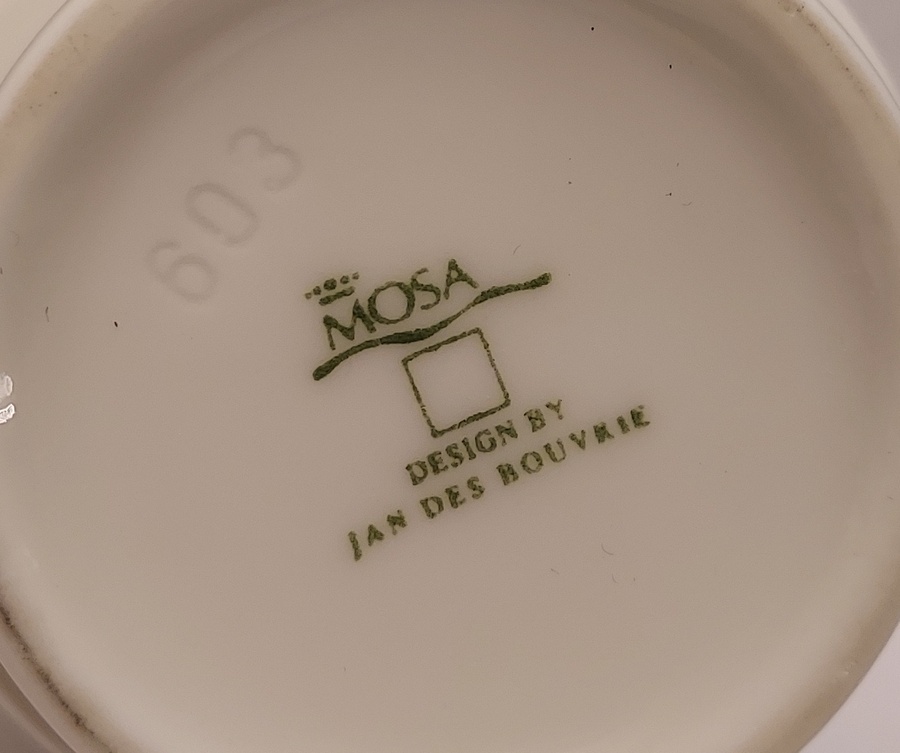 603
MOSA
DESIGN BY
JAN DES BOUVRIE